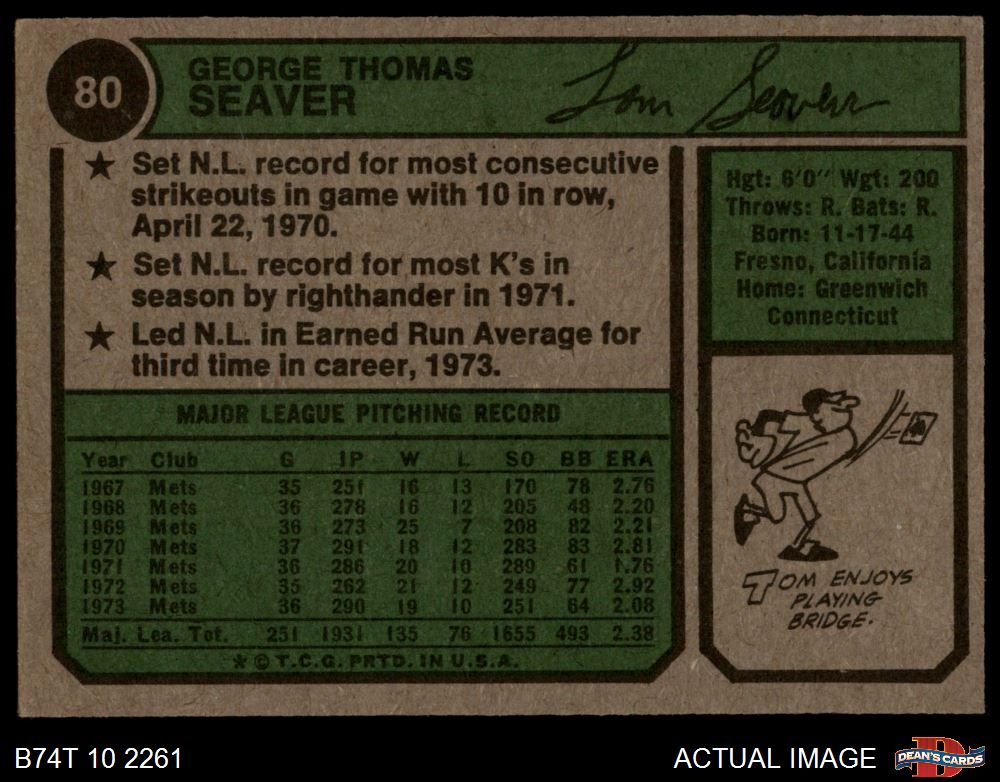 80
GEORGE THOMAS
SEAVER
Tom Seaver
★ Set N.L. record for most consecutive
strikeouts in game with 10 in row,
April 22, 1970.
★ Set N.L. record for most K's in
season by righthander in 1971.
★ Led N.L. in Earned Run Average for
third time in career, 1973.
MAJOR LEAGUE PITCHING RECORD
Year Club G IP W L SO BB ERA
1967 Mets 35 251 16 13 170 78 2.76
1968 Mets 36 278 16 12 205 48 2.20
1969 Mets 36 273 25 7 208 82 2.21
1970 Mets 37 291 18 12 283 83 2.81
1971 Mets 36 286 20 10 289 61 1.76
1972 Mets 35 262 21 12 249 77 2.92
1973 Mets 36 290 19 10 251 64 2.08
Maj. Lea. Tot. 251 1931 135 76 1655 493 2.38
★ © T.C.G. PRTD. IN U.S.A.
Hgt: 6'0" Wgt: 200
Throws: R. Bats: R.
Born: 11-17-44
Fresno, California
Home: Greenwich
Connecticut
TOM ENJOYS
PLAYING
BRIDGE.
B74T 10 2261
ACTUAL IMAGE
D
DEAN'S CARDS